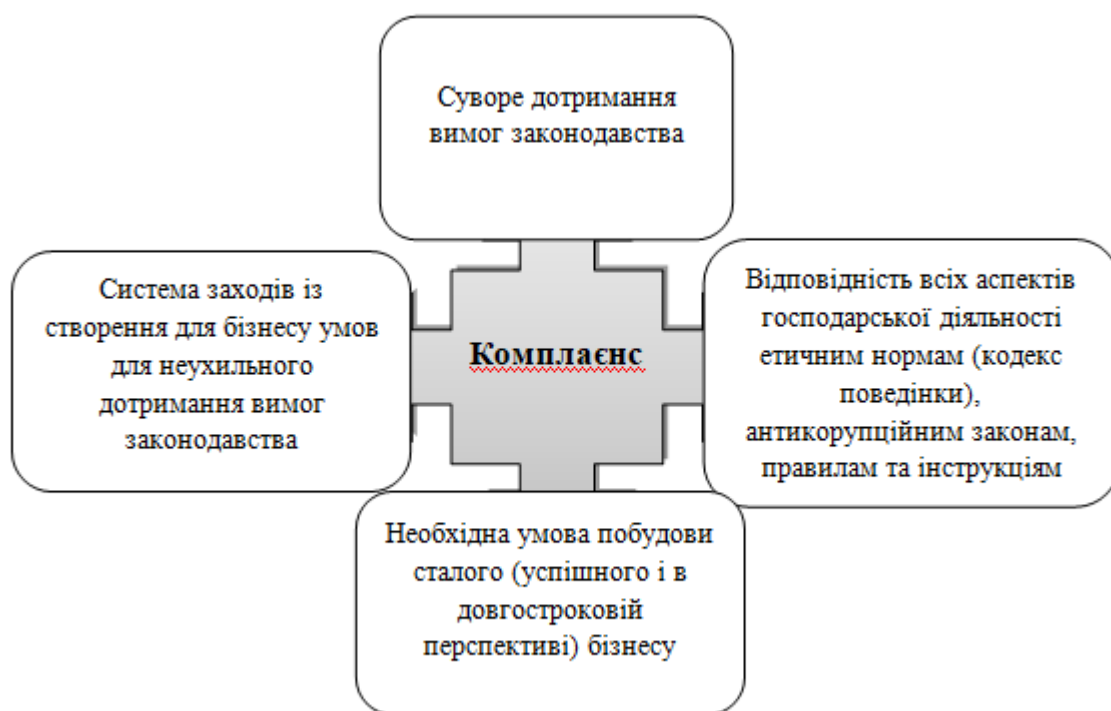 Суворе дотримання
вимог законодавства
Система заходів із
створення для бізнесу умов
для неухильного
дотримання вимог
законодавства
Комплаєнс
Відповідність всіх аспектів
господарської діяльності
етичним нормам (кодекс
поведінки),
антикорупційним законам,
правилам та інструкціям
Необхідна умова побудови
сталого (успішного і в
довгостроковій
перспективі) бізнесу